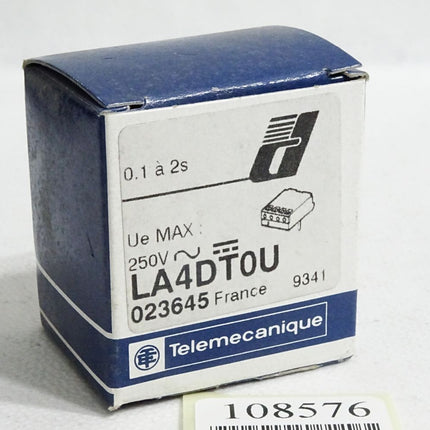 0.1 à 2s
Ue MAX :
250V
LA4DT0U
023645 France 9341
Telemecanique
108576